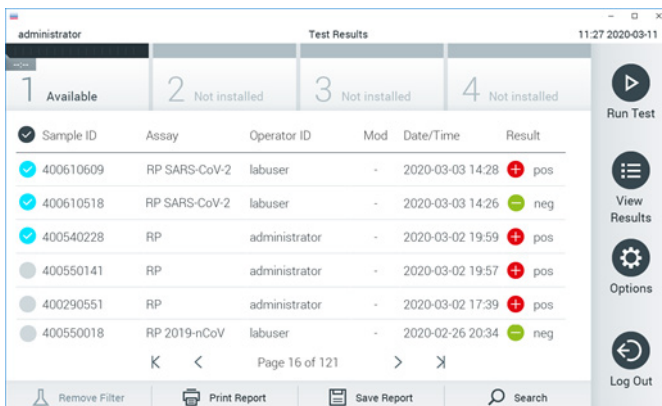 administrator Test Results 11:27 2020-03-11
--:--
1 Available 2 Not installed 3 Not installed 4 Not installed
Run Test
Sample ID Assay Operator ID Mod Date/Time Result
400610609 RP SARS-CoV-2 labuser - 2020-03-03 14:28 pos
400610518 RP SARS-CoV-2 labuser - 2020-03-03 14:26 neg
View
Results
400540228 RP administrator - 2020-03-02 19:59 pos
400550141 RP administrator - 2020-03-02 19:57 pos
Options
400290551 RP administrator - 2020-03-02 17:39 pos
400550018 RP 2019-nCoV labuser - 2020-02-26 20:34 neg
Page 16 of 121
Log Out
Remove Filter Print Report Save Report Search